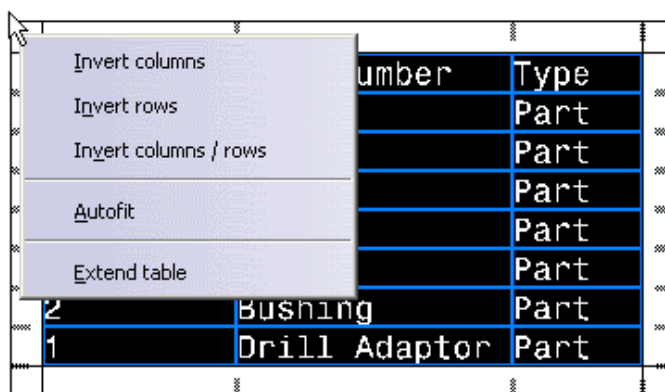 Invert columns
Invert rows
Invert columns / rows
Autofit
Extend table
umber Type
Part
Part
Part
Part
Part
2 Bushing Part
1 Drill Adaptor Part